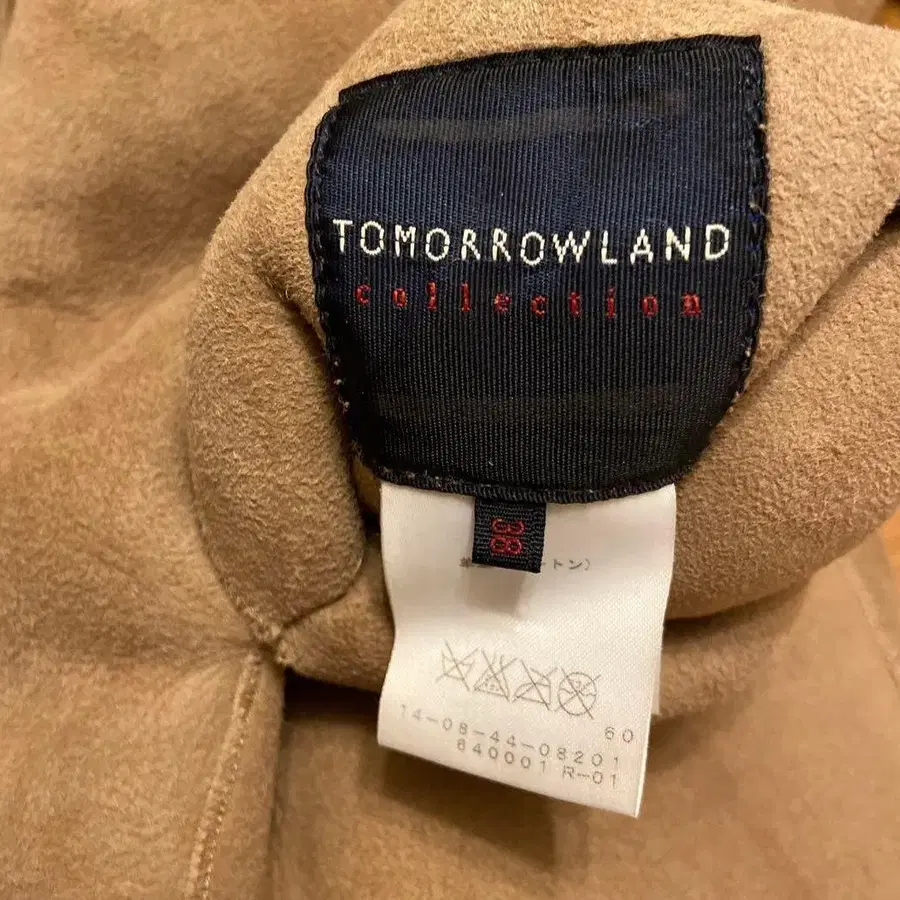 TOMORROWLAND
collection
38
トン)
60
14-08-44-08201
640001 R-01